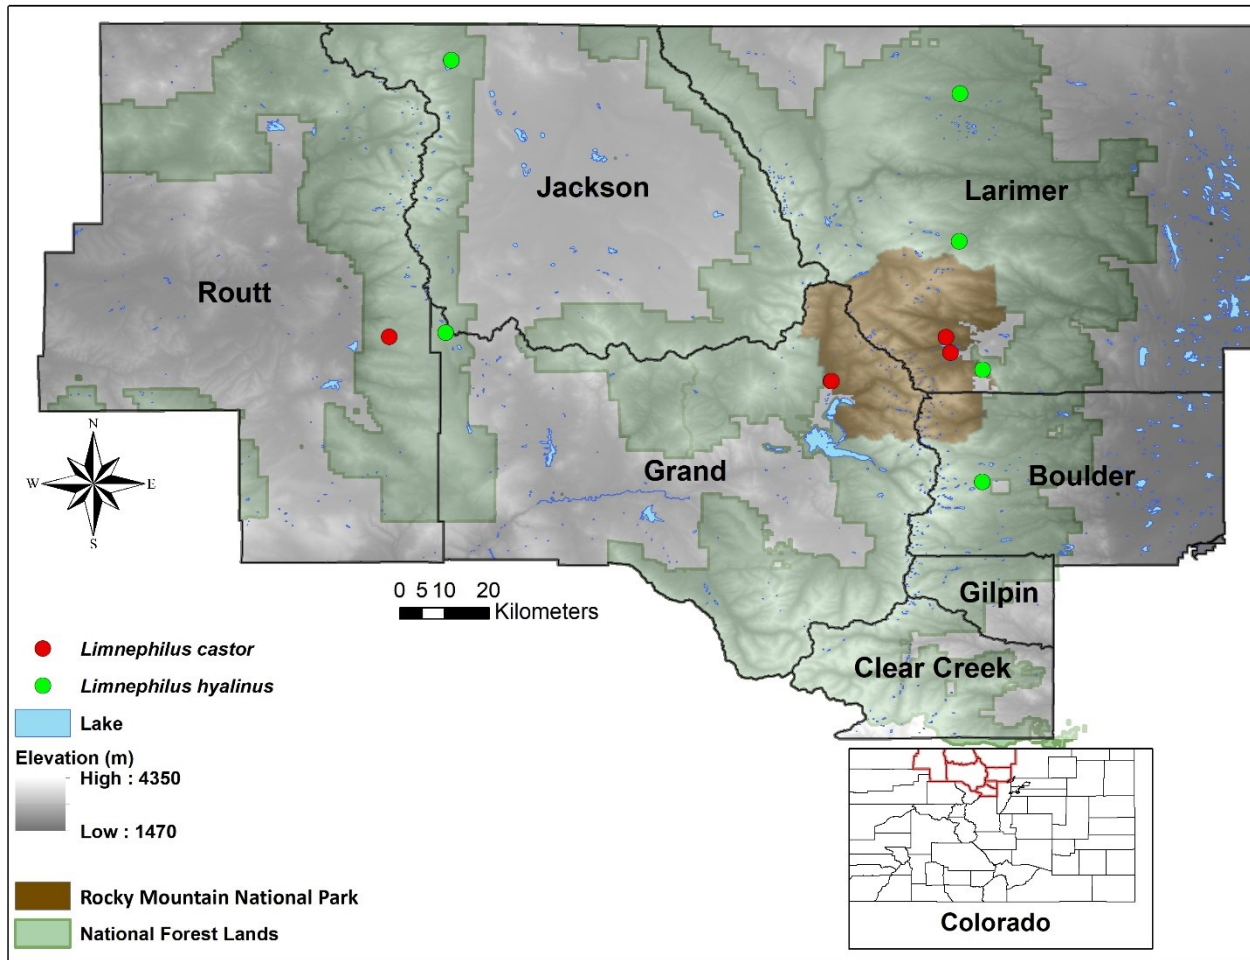 Jackson
Larimer
Routt
Grand
Boulder
N
W E
S
Gilpin
0 5 10 20
Kilometers
Clear Creek
Limnephilus castor
Limnephilus hyalinus
Lake
Elevation (m)
High : 4350
Low : 1470
Rocky Mountain National Park
National Forest Lands
Colorado